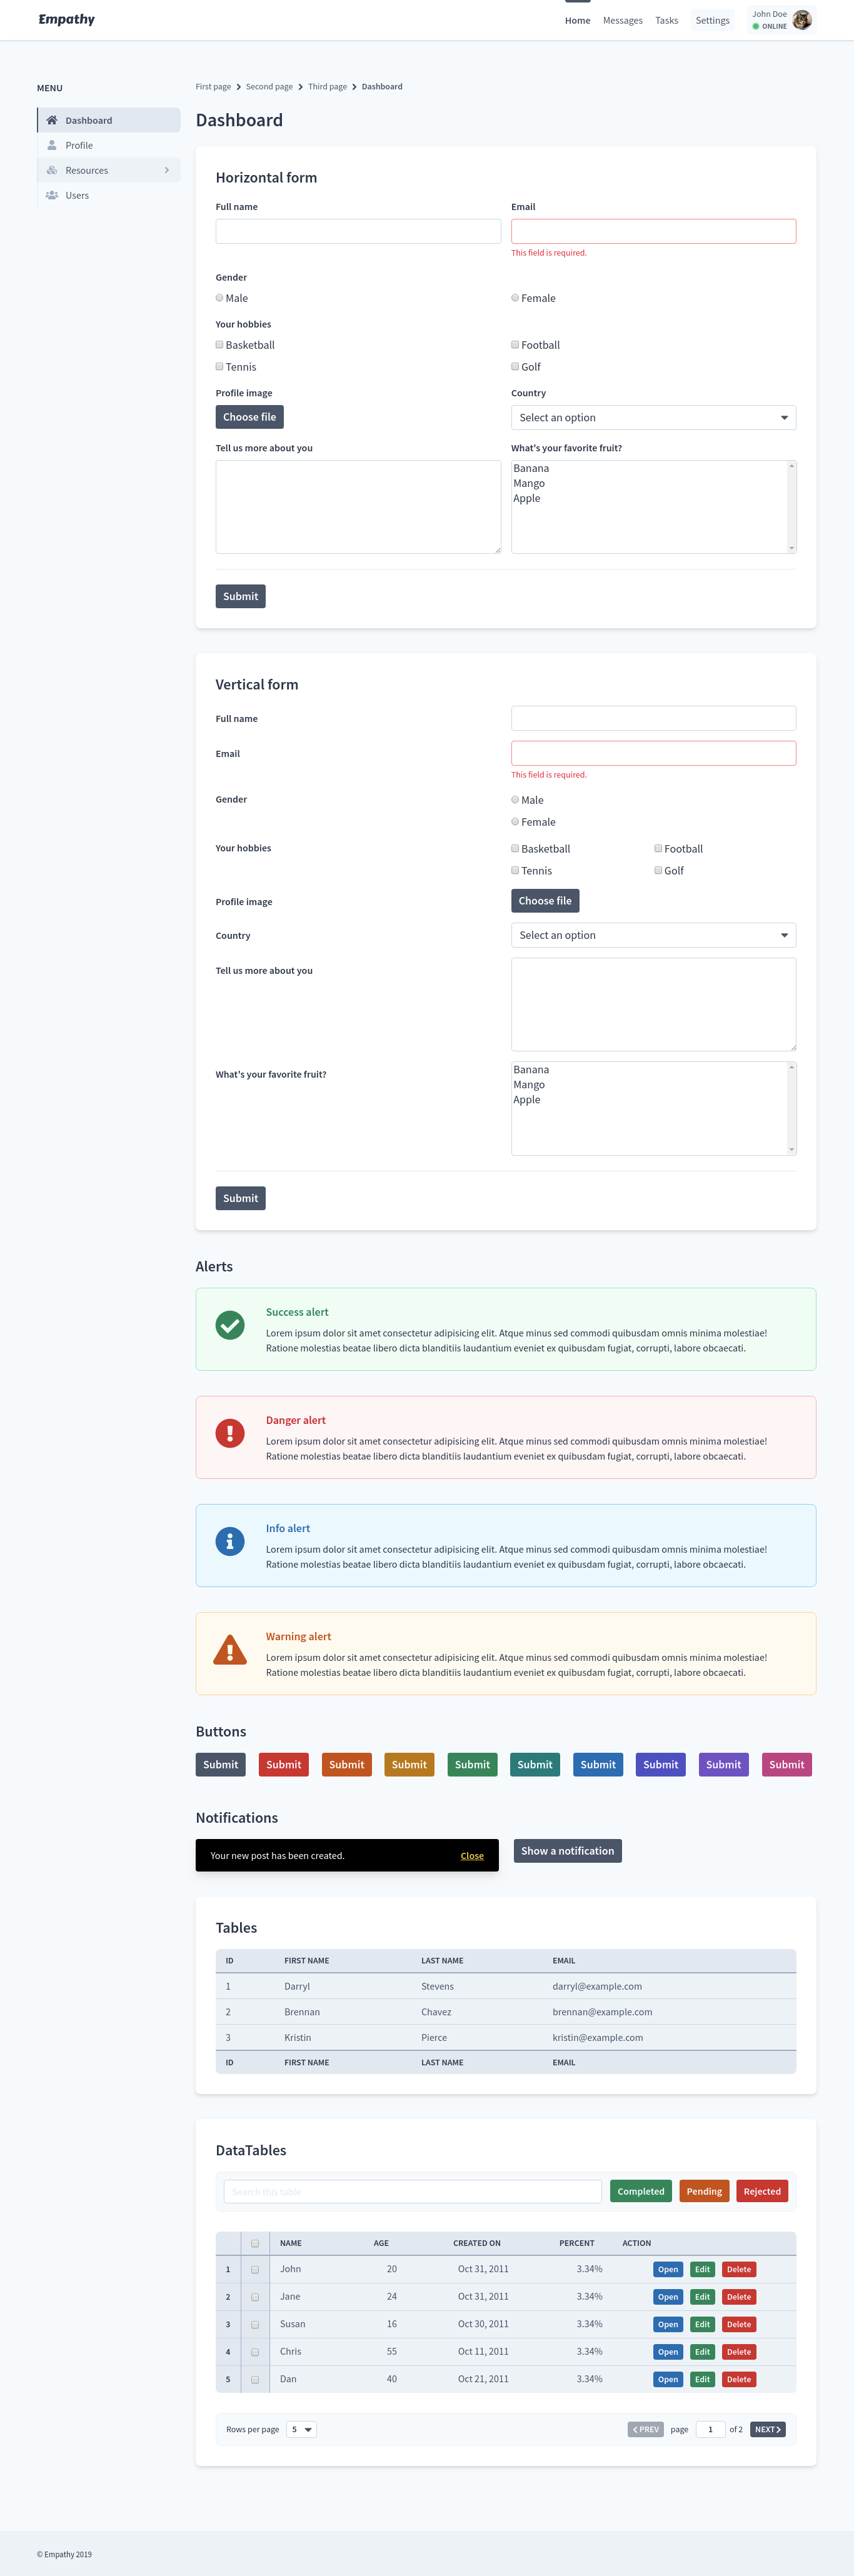 Empathy
Home Messages Tasks Settings John Doe
ONLINE
MENU
Dashboard
Profile
Resources
Users
First page Second page Third page Dashboard
Dashboard
Horizontal form
Full name Email
This field is required.
Gender
Male Female
Your hobbies
Basketball Football
Tennis Golf
Profile image Country
Choose file Select an option
Tell us more about you What's your favorite fruit?
Banana
Mango
Apple
Submit
Vertical form
Full name
Email
This field is required.
Gender Male
Female
Your hobbies Basketball Football
Tennis Golf
Profile image Choose file
Country Select an option
Tell us more about you
What's your favorite fruit? Banana
Mango
Apple
Submit
Alerts
Success alert
Lorem ipsum dolor sit amet consectetur adipisicing elit. Atque minus sed commodi quibusdam omnis minima molestiae!
Ratione molestias beatae libero dicta blanditiis laudantium eveniet ex quibusdam fugiat, corrupti, labore obcaecati.
Danger alert
Lorem ipsum dolor sit amet consectetur adipisicing elit. Atque minus sed commodi quibusdam omnis minima molestiae!
Ratione molestias beatae libero dicta blanditiis laudantium eveniet ex quibusdam fugiat, corrupti, labore obcaecati.
Info alert
Lorem ipsum dolor sit amet consectetur adipisicing elit. Atque minus sed commodi quibusdam omnis minima molestiae!
Ratione molestias beatae libero dicta blanditiis laudantium eveniet ex quibusdam fugiat, corrupti, labore obcaecati.
Warning alert
Lorem ipsum dolor sit amet consectetur adipisicing elit. Atque minus sed commodi quibusdam omnis minima molestiae!
Ratione molestias beatae libero dicta blanditiis laudantium eveniet ex quibusdam fugiat, corrupti, labore obcaecati.
Buttons
Submit Submit Submit Submit Submit Submit Submit Submit Submit Submit
Notifications
Your new post has been created. Close Show a notification
Tables
ID FIRST NAME LAST NAME EMAIL
1 Darryl Stevens darryl@example.com
2 Brennan Chavez brennan@example.com
3 Kristin Pierce kristin@example.com
ID FIRST NAME LAST NAME EMAIL
DataTables
Search this table Completed Pending Rejected
NAME AGE CREATED ON PERCENT ACTION
1 John 20 Oct 31, 2011 3.34% Open Edit Delete
2 Jane 24 Oct 31, 2011 3.34% Open Edit Delete
3 Susan 16 Oct 30, 2011 3.34% Open Edit Delete
4 Chris 55 Oct 11, 2011 3.34% Open Edit Delete
5 Dan 40 Oct 21, 2011 3.34% Open Edit Delete
Rows per page 5 PREV page 1 of 2 NEXT
© Empathy 2019